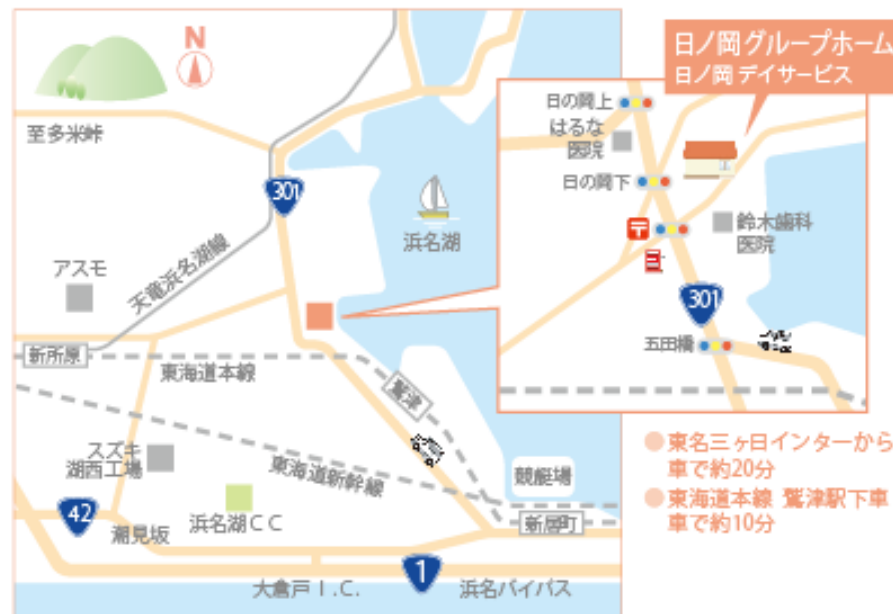 N
至多米峠
301
浜名湖
天竜浜名湖線
アスモ
新所原
東海道本線
鷲津
スズキ
湖西工場
東海道新幹線
競艇場
42
潮見坂
浜名湖CC
新居町
大倉戸I.C.
1
浜名バイパス
日ノ岡グループホーム
日ノ岡デイサービス
日の岡上
はるな
医院
日の岡下
〒
鈴木歯科
医院
301
五田橋
●東名三ヶ日インターから
車で約20分
●東海道本線 鷲津駅下車
車で約10分